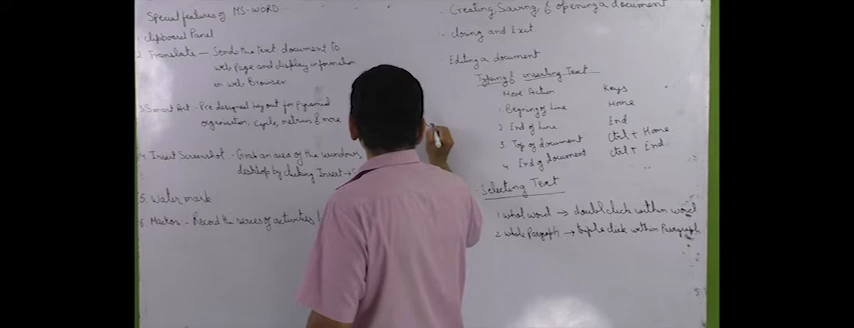 Special features of MS-WORD
1. Clipboard Panel
2. Translate — Sends the text document to
web page and display information
on web Browser
3. Smart Art - Pre designed layout for Pyramid
organisation, cycle, matrix & more
4. Insert Screenshot - Grab an area of the windows
desktop by clicking Insert →
5. Water mark
6. Macros - Record the series of activities
Creating, Saving, & opening a document
Closing and Exit
Editing a document
Typing & inserting Text
Move Action Keys
1. Begning of Line Home
2. End of Line End
3. Top of document Ctrl + Home
4. End of document Ctrl + End
Selecting Text
1. Whole word → double click within word
2. Whole Pargraph → triple click within Paragraph